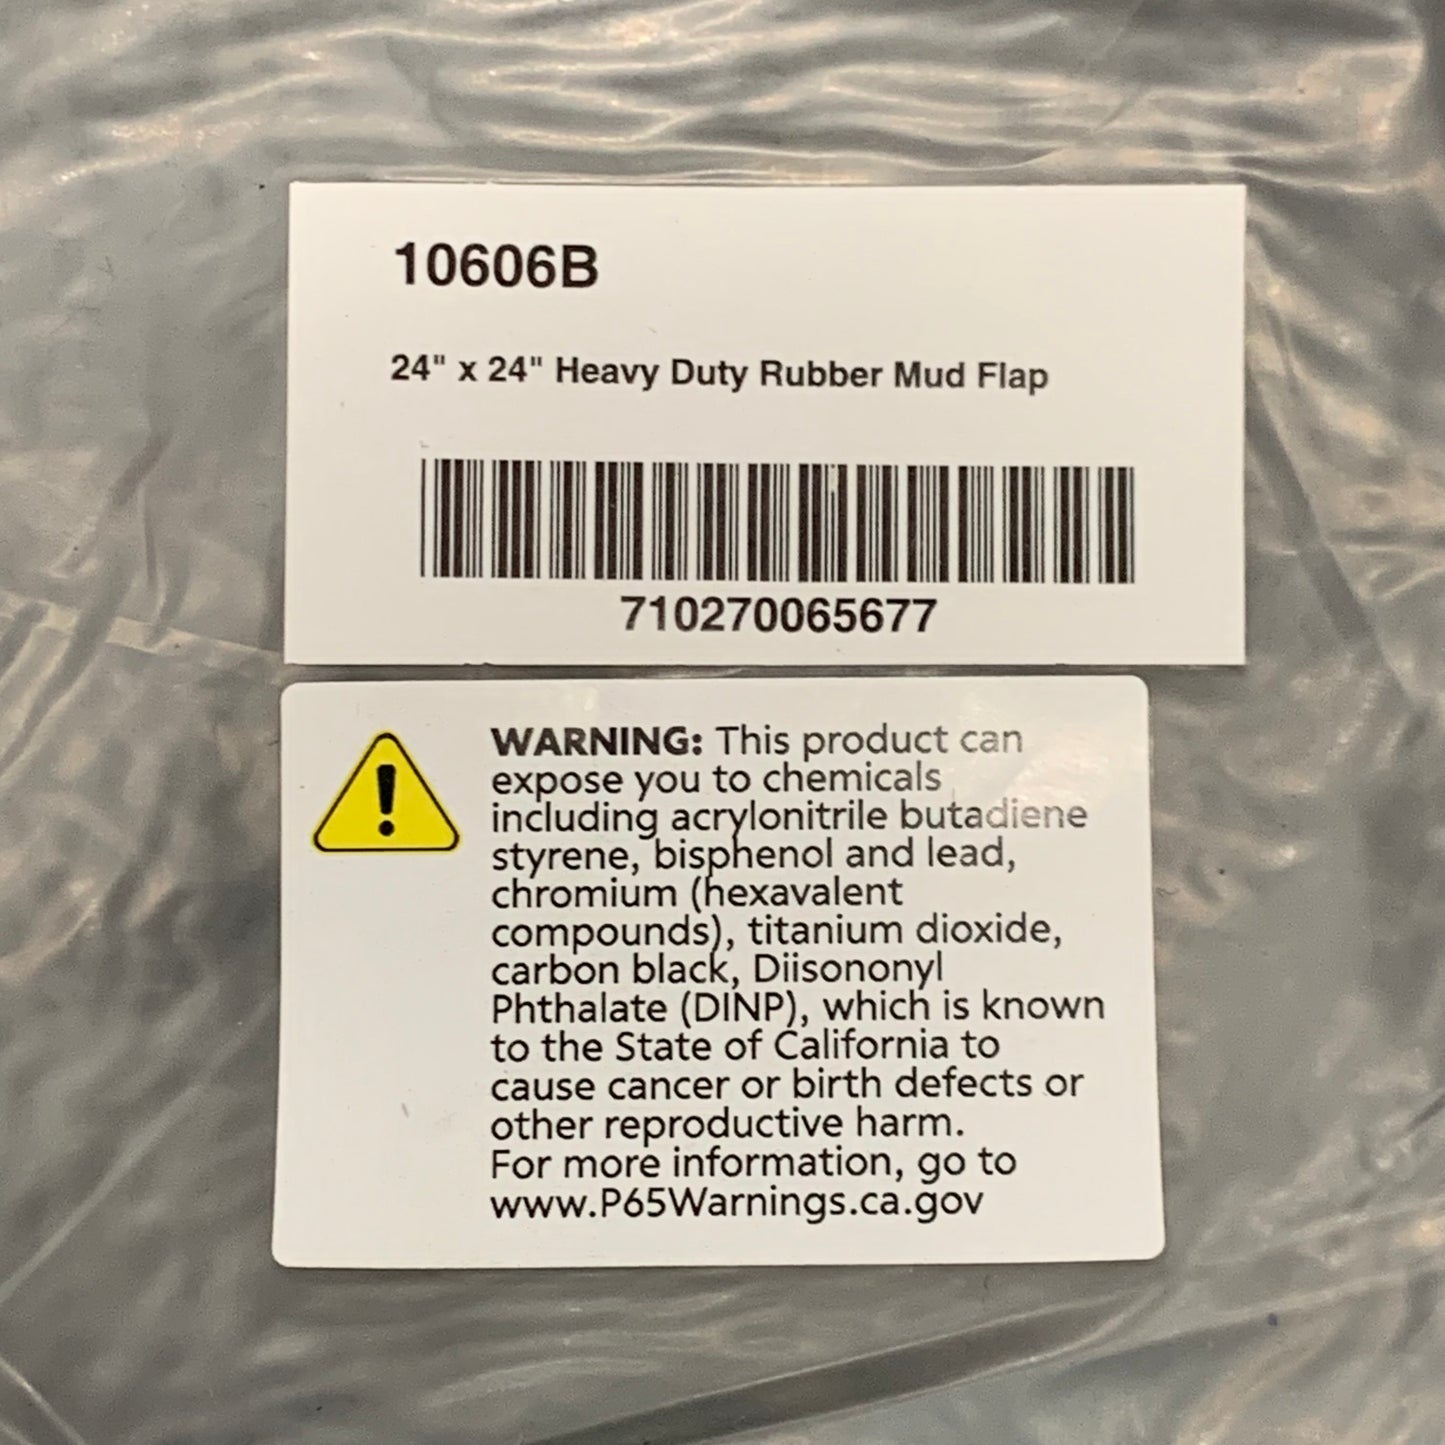 10606B
24" x 24" Heavy Duty Rubber Mud Flap
710270065677
WARNING: This product can
expose you to chemicals
including acrylonitrile butadiene
styrene, bisphenol and lead,
chromium (hexavalent
compounds), titanium dioxide,
carbon black, Diisononyl
Phthalate (DINP), which is known
to the State of California to
cause cancer or birth defects or
other reproductive harm.
For more information, go to
www.P65Warnings.ca.gov